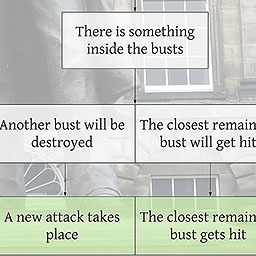 There is something
inside the busts
Another bust will be
destroyed
The closest
bust will get hit
A new attack takes
place
The closest
bust gets hit